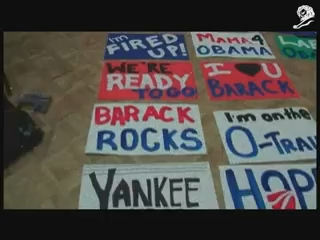 I'm
FIRED
UP!
MAMA 4
OBAMA
WE'RE
READY
TO GO
I ♥ U
BARACK
BARACK
ROCKS
I'm on the
O-Train
YANKEE
HOPE